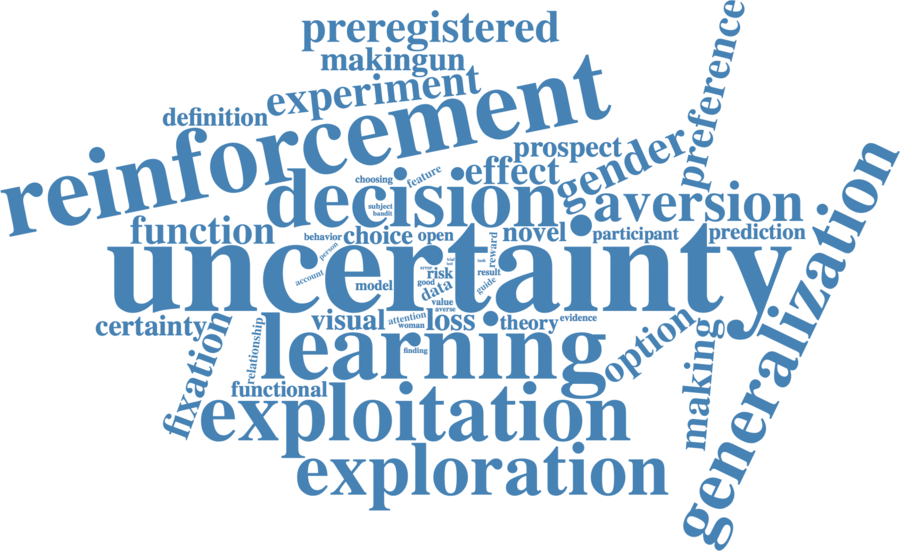 preregistered
makingun
experiment
definition
reinforcement
preference
prospect
gender
effect
feature
choosing
decision
subject
bandit
aversion
generalization
function
behavior
choice
open
novel
participant
prediction
person
reward
uncertainty
account
model
error
risk
good
data
task
result
guide
value
averse
certainty
visual
attention
woman
loss
theory
evidence
fixation
relationship
learning
finding
option
making
functional
exploitation
exploration